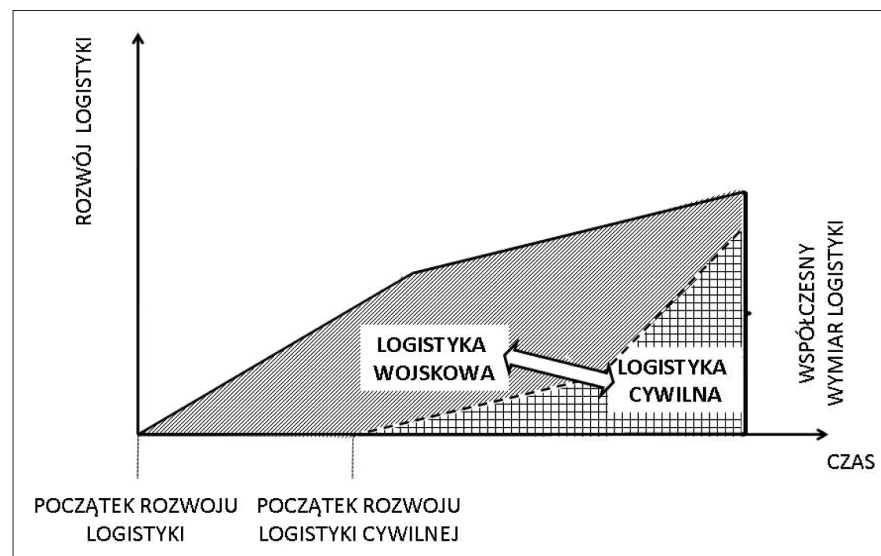 ROZWÓJ LOGISTYKI
LOGISTYKA
WOJSKOWA
LOGISTYKA
CYWILNA
WSPÓŁCZESNY
WYMIAR LOGISTYKI
CZAS
POCZĄTEK ROZWOJU
LOGISTYKI
POCZĄTEK ROZWOJU
LOGISTYKI CYWILNEJ